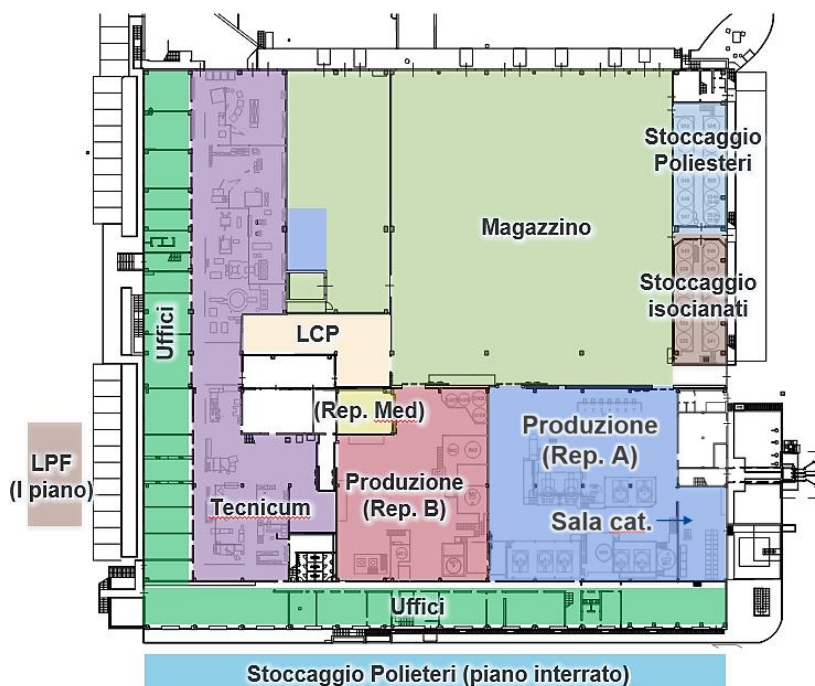 Stoccaggio
Poliesteri
Magazzino
Stoccaggio
isocianati
Uffici
LCP
(Rep. Med)
Produzione
(Rep. A)
LPF
(I piano)
Produzione
(Rep. B)
Tecnicum
Sala cat.
Uffici
Stoccaggio Polieteri (piano interrato)